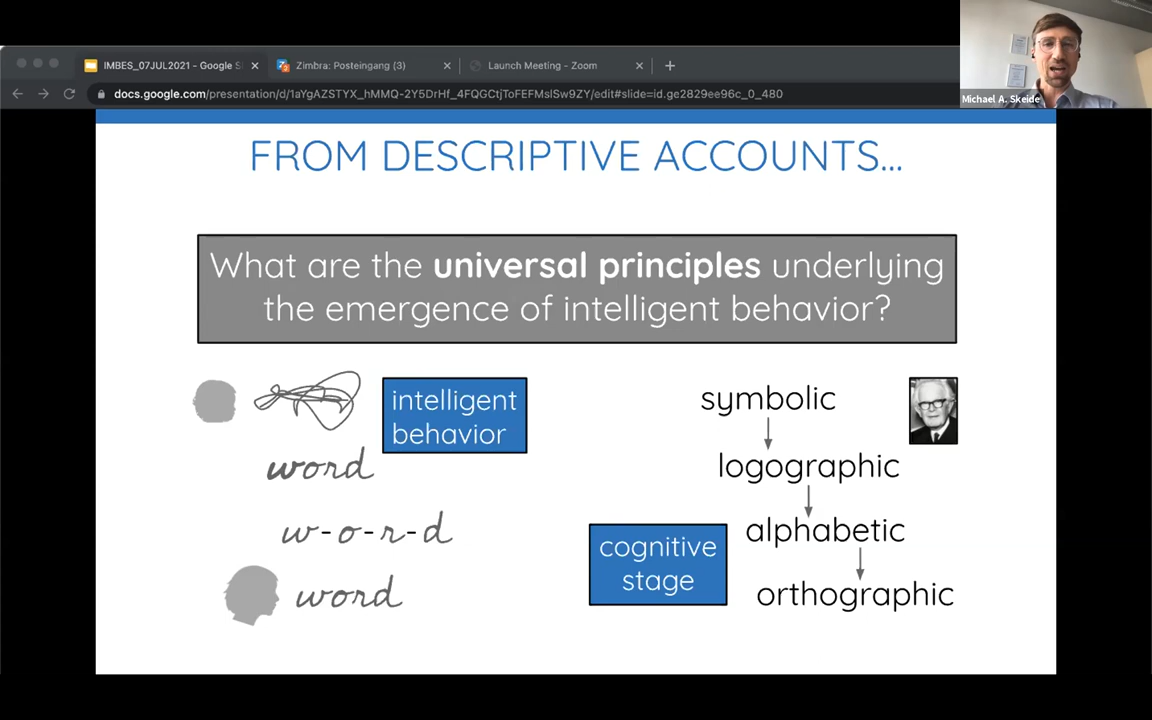 IMBES_07JUL2021 - Google S
Zimbra: Posteingang (3)
Launch Meeting - Zoom
docs.google.com/presentation/d/1aYgAZSTYX_hMMQ-2Y5DrHf_4FQGCtjToFEFMslSw9ZY/edit#slide=id.ge2829ee96c_0_480
Michael A. Skeide
FROM DESCRIPTIVE ACCOUNTS...
What are the universal principles underlying
the emergence of intelligent behavior?
intelligent
behavior
word
w-o-r-d
word
symbolic
logographic
alphabetic
orthographic
cognitive
stage